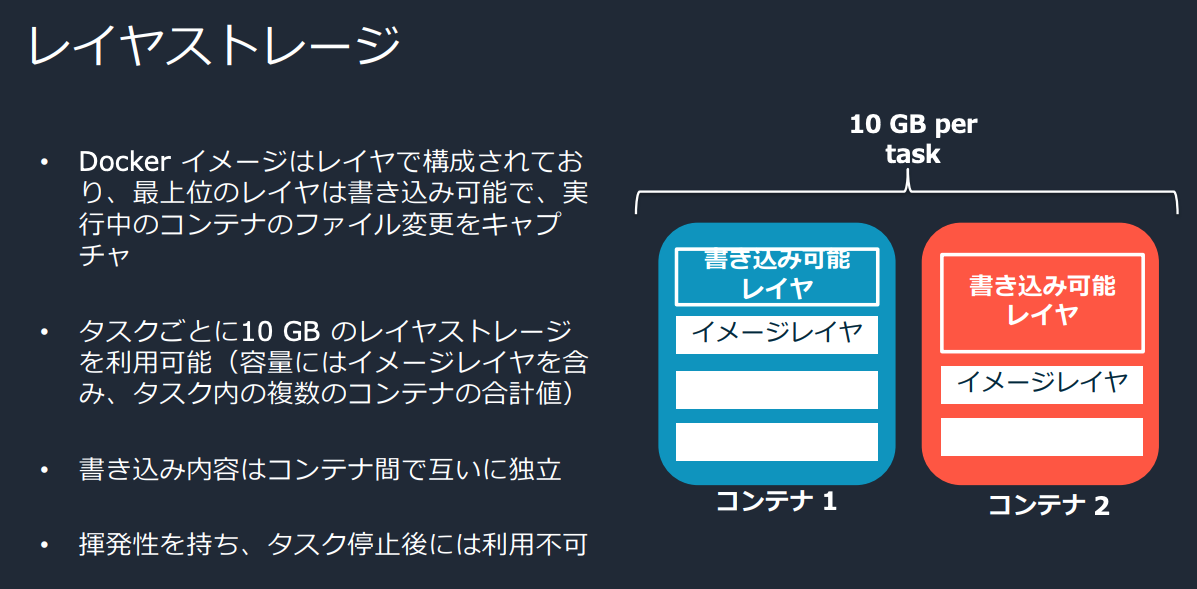 レイヤストレージ
• Docker イメージはレイヤで構成されてお
り、最上位のレイヤは書き込み可能で、実
行中のコンテナのファイル変更をキャプ
チャ
• タスクごとに10 GB のレイヤストレージ
を利用可能（容量にはイメージレイヤを含
み、タスク内の複数のコンテナの合計値）
• 書き込み内容はコンテナ間で互いに独立
• 揮発性を持ち、タスク停止後には利用不可
10 GB per
task
書き込み可能
レイヤ
イメージレイヤ
コンテナ 1
書き込み可能
レイヤ
イメージレイヤ
コンテナ 2